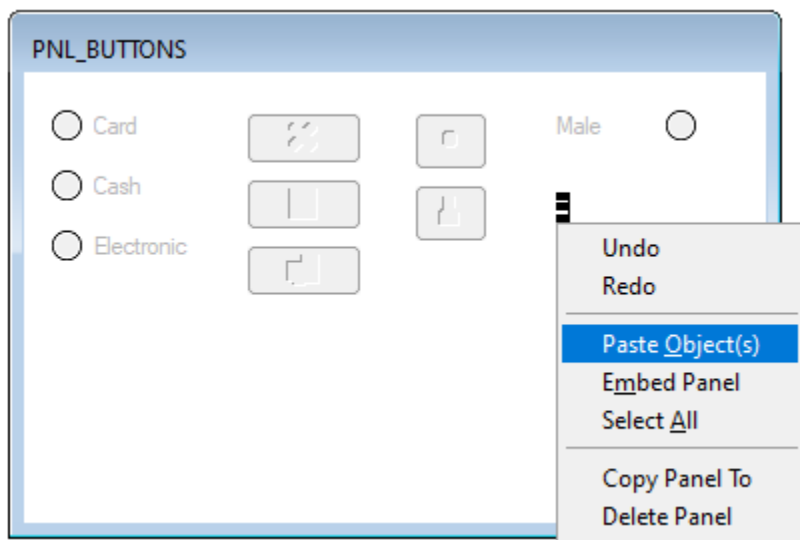 PNL_BUTTONS
Card
Male
Cash
Electronic
Undo
Redo
Paste Object(s)
Embed Panel
Select All
Copy Panel To
Delete Panel